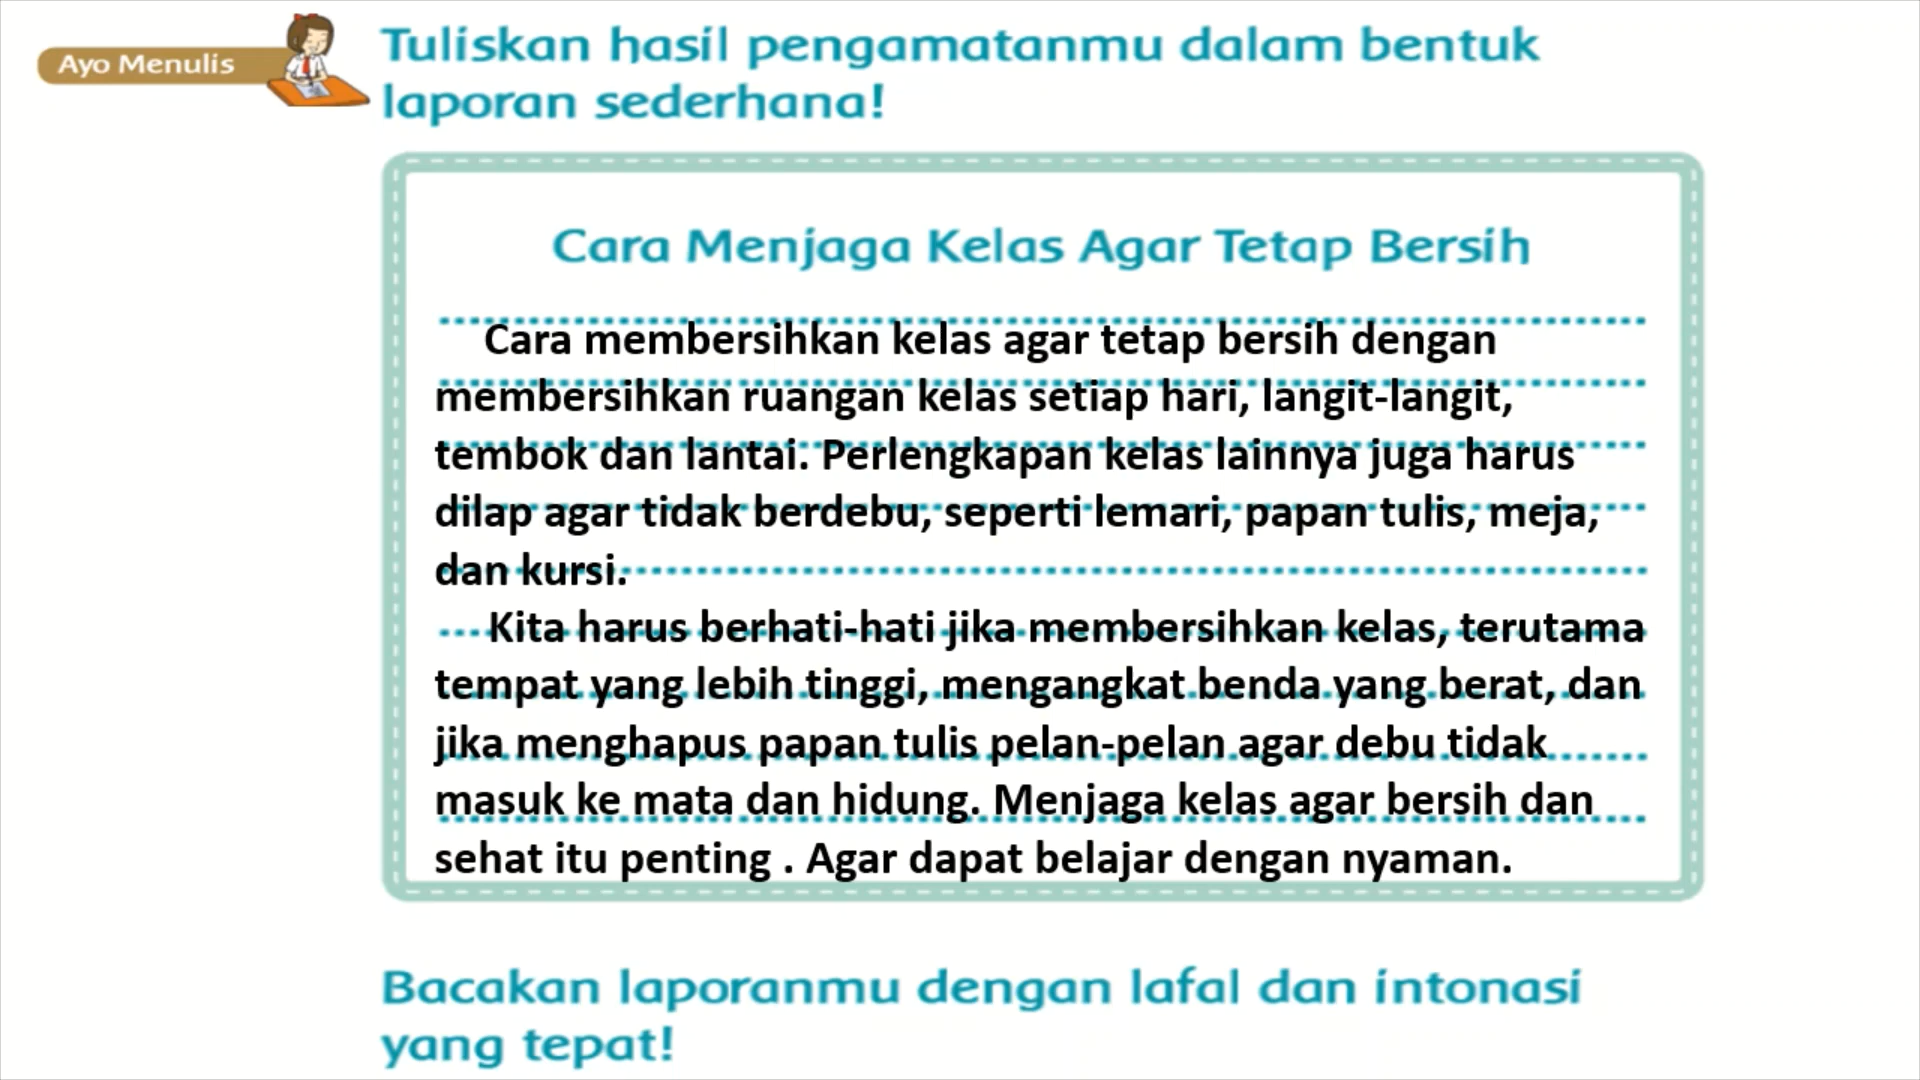 Ayo Menulis
Tuliskan hasil pengamatanmu dalam bentuk
laporan sederhana!
Cara Menjaga Kelas Agar Tetap Bersih
Cara membersihkan kelas agar tetap bersih dengan
membersihkan ruangan kelas setiap hari, langit-langit,
tembok dan lantai. Perlengkapan kelas lainnya juga harus
dilap agar tidak berdebu, seperti lemari, papan tulis, meja,
dan kursi.
Kita harus berhati-hati jika membersihkan kelas, terutama
tempat yang lebih tinggi, mengangkat benda yang berat, dan
jika menghapus papan tulis pelan-pelan agar debu tidak
masuk ke mata dan hidung. Menjaga kelas agar bersih dan
sehat itu penting . Agar dapat belajar dengan nyaman.
Bacakan laporanmu dengan lafal dan intonasi
yang tepat!